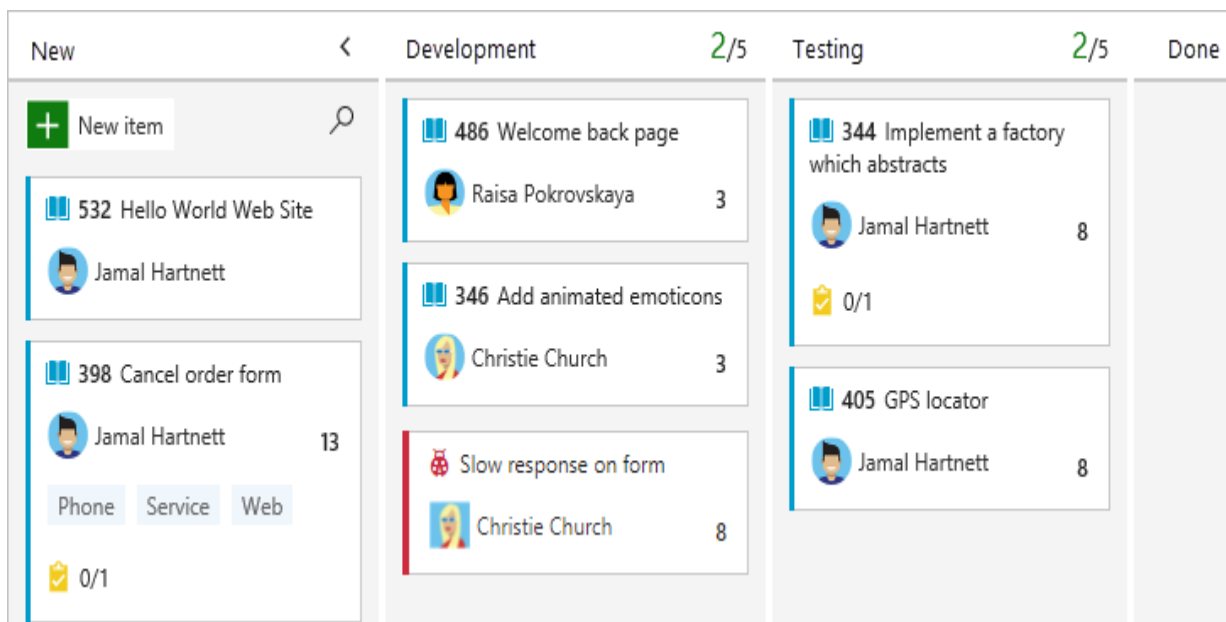 New
New item
532 Hello World Web Site
Jamal Hartnett
398 Cancel order form
Jamal Hartnett 13
Phone Service Web
0/1
Development 2/5
486 Welcome back page
Raisa Pokrovskaya 3
346 Add animated emoticons
Christie Church 3
Slow response on form
Christie Church 8
Testing 2/5
344 Implement a factory
which abstracts
Jamal Hartnett 8
0/1
405 GPS locator
Jamal Hartnett 8
Done